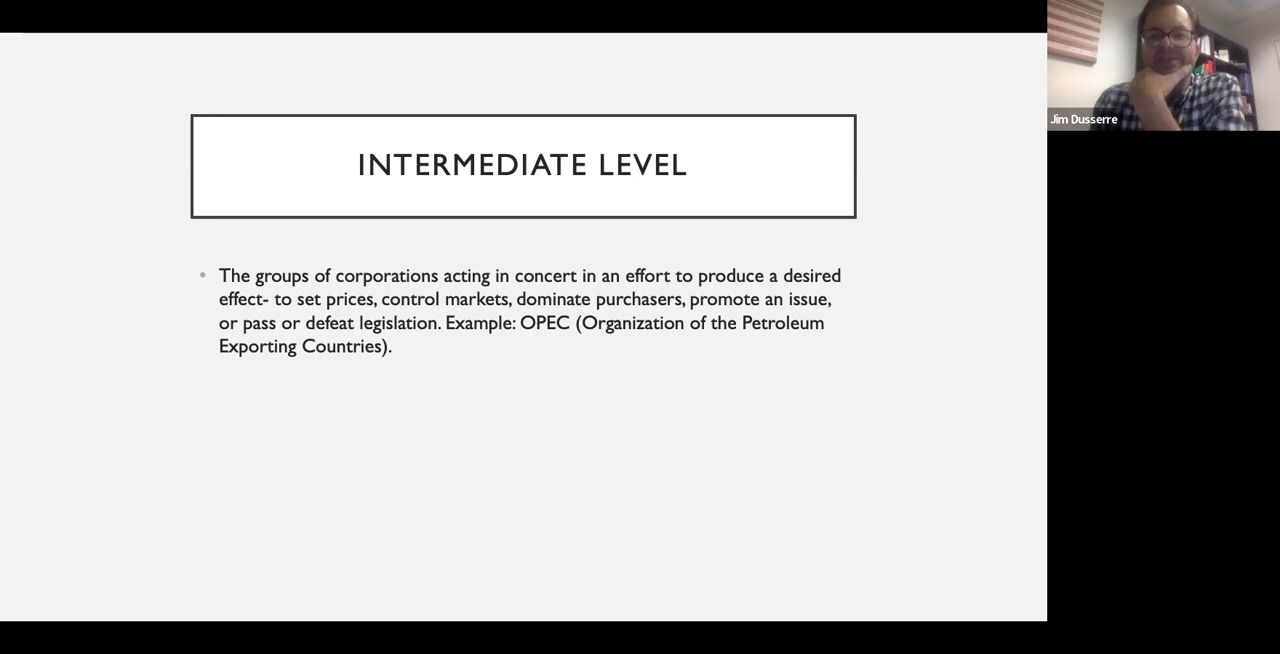 INTERMEDIATE LEVEL
• The groups of corporations acting in concert in an effort to produce a desired
effect- to set prices, control markets, dominate purchasers, promote an issue,
or pass or defeat legislation. Example: OPEC (Organization of the Petroleum
Exporting Countries).
Jim Dusserre